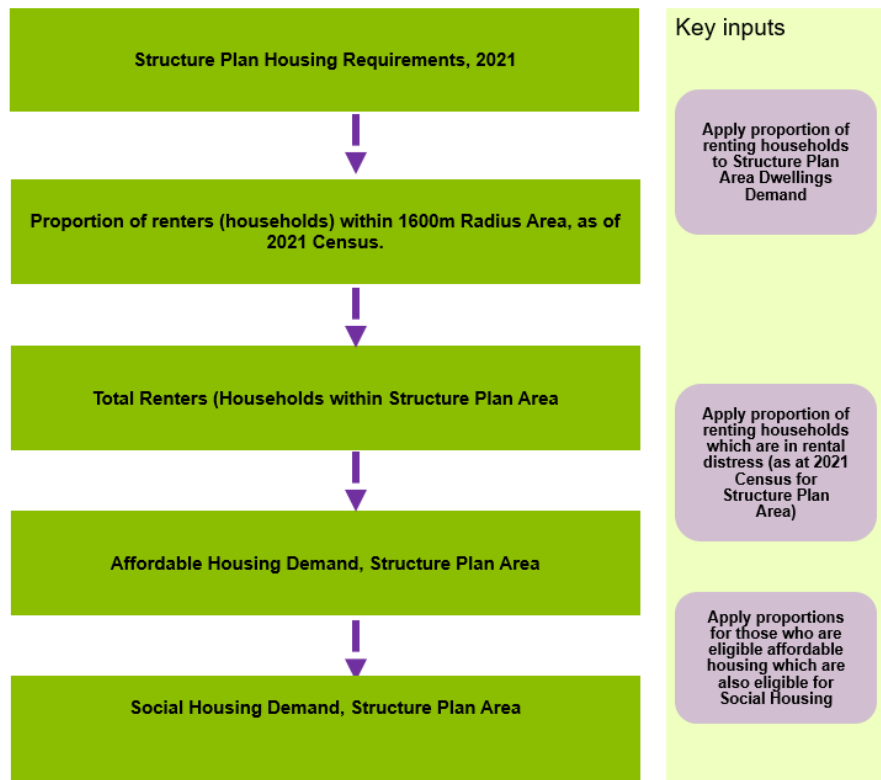 Structure Plan Housing Requirements, 2021
Proportion of renters (households) within 1600m Radius Area, as of
2021 Census.
Total Renters (Households within Structure Plan Area
Affordable Housing Demand, Structure Plan Area
Social Housing Demand, Structure Plan Area
Key inputs
Apply proportion of
renting households
to Structure Plan
Area Dwellings
Demand
Apply proportion of
renting households
which are in rental
distress (as at 2021
Census for
Structure Plan
Area)
Apply proportions
for those who are
eligible affordable
housing which are
also eligible for
Social Housing